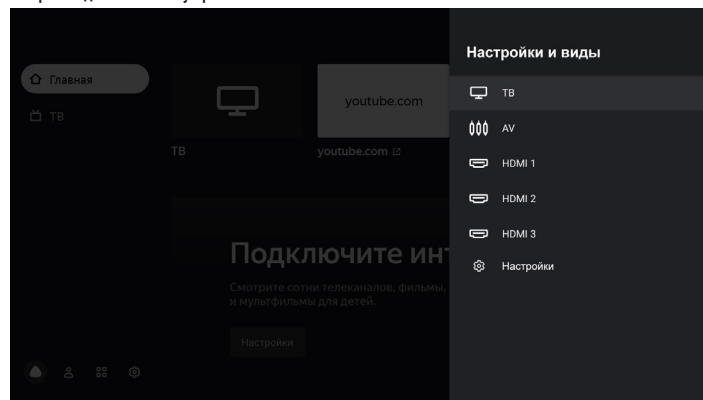 Настройки и виды
Главная
ТВ
ТВ
youtube.com
ТВ
youtube.com
AV
HDMI 1
HDMI 2
HDMI 3
Настройки
Подключите инт
Смотрите сотни телеканалов, фильмы,
и мультфильмы для детей.
Настройки